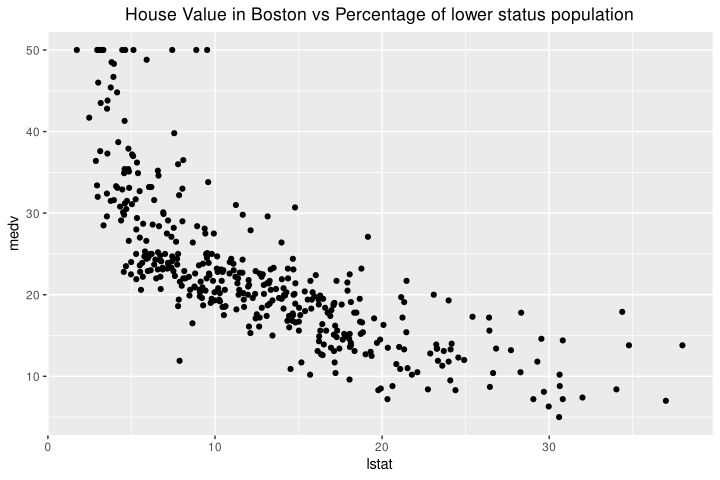 House Value in Boston vs Percentage of lower status population
50
40
30
20
10
medv
0 10 20 30
lstat